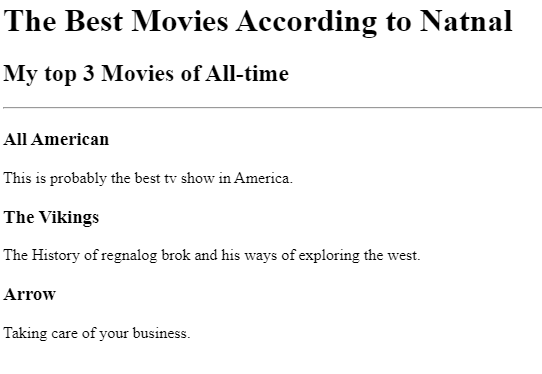 The Best Movies According to Natnal
My top 3 Movies of All-time
All American
This is probably the best tv show in America.
The Vikings
The History of regnalog brok and his ways of exploring the west.
Arrow
Taking care of your business.